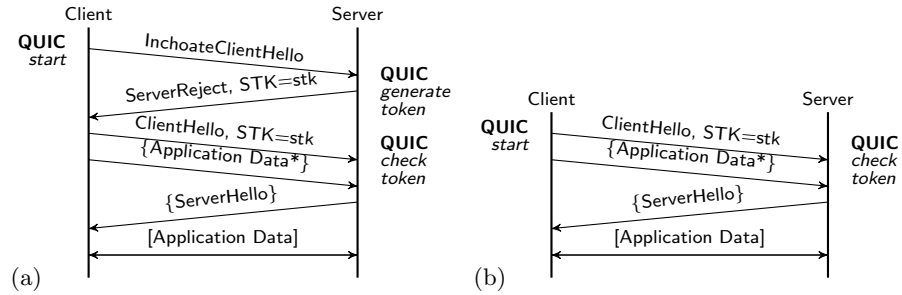 Client
Server
QUIC
start
InchoateClientHello
ServerReject, STK=stk
QUIC
generate
token
ClientHello, STK=stk
{Application Data*}
QUIC
check
token
{ServerHello}
[Application Data]
(a)
Client
Server
QUIC
start
ClientHello, STK=stk
{Application Data*}
QUIC
check
token
{ServerHello}
[Application Data]
(b)